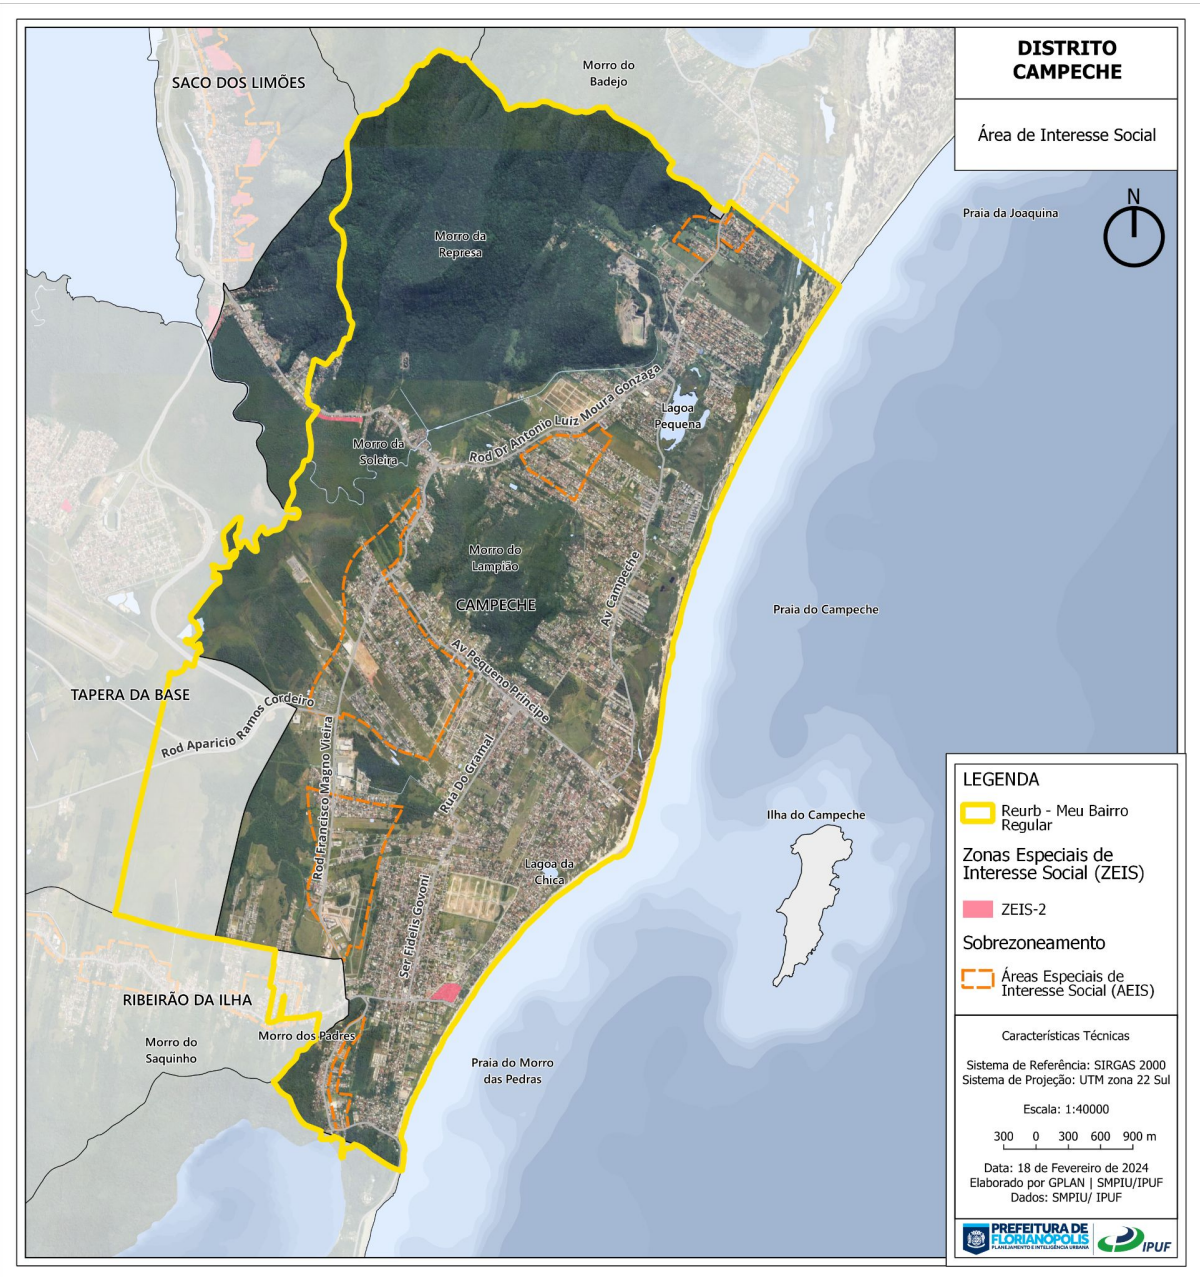 DISTRITO
CAMPECHE
Área de Interesse Social
N
SACO DOS LIMÕES
Morro do
Badejo
Praia da Joaquina
Morro da
Represa
Lagoa
Pequena
Rod Dr Antonio Luiz Moura Gonzaga
Morro da
Soleira
Morro do
Lampião
CAMPECHE
Av Campeche
Praia do Campeche
Av Pequeno Principe
TAPERA DA BASE
Rod Aparicio Ramos Cordeiro
Rod Francisco Magno Vieira
Rua Do Gramal
Ilha do Campeche
Lagoa da
Chica
Ser Fidelis Govoni
RIBEIRÃO DA ILHA
Morro dos Padres
Morro do
Saquinho
Praia do Morro
das Pedras
LEGENDA
Reurb - Meu Bairro
Regular
Zonas Especiais de
Interesse Social (ZEIS)
ZEIS-2
Sobrezoneamento
Áreas Especiais de
Interesse Social (AEIS)
Características Técnicas
Sistema de Referência: SIRGAS 2000
Sistema de Projeção: UTM zona 22 Sul
Escala: 1:40000
300 0 300 600 900 m
Data: 18 de Fevereiro de 2024
Elaborado por GPLAN | SMPIU/IPUF
Dados: SMPIU/ IPUF
PREFEITURA DE
FLORIANÓPOLIS
PLANEJAMENTO E INTELIGÊNCIA URBANA
IPUF